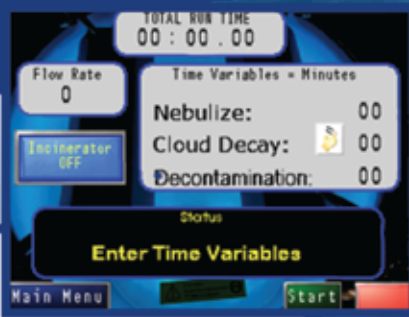 TOTAL RUN TIME
00 : 00 . 00
Flow Rate
0
Time Variables = Minutes
Nebulize: 00
Cloud Decay: 00
Decontamination: 00
Incinerator
OFF
Status
Enter Time Variables
Main Menu
Start